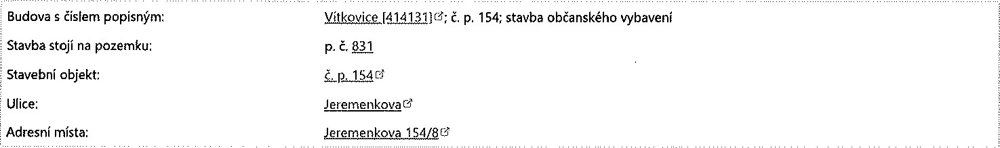 Budova s číslem popisným: Vítkovice [414131]; č. p. 154; stavba občanského vybavení
Stavba stojí na pozemku: p. č. 831
Stavební objekt: č. p. 154
Ulice: Jeremenkova
Adresní místa: Jeremenkova 154/8